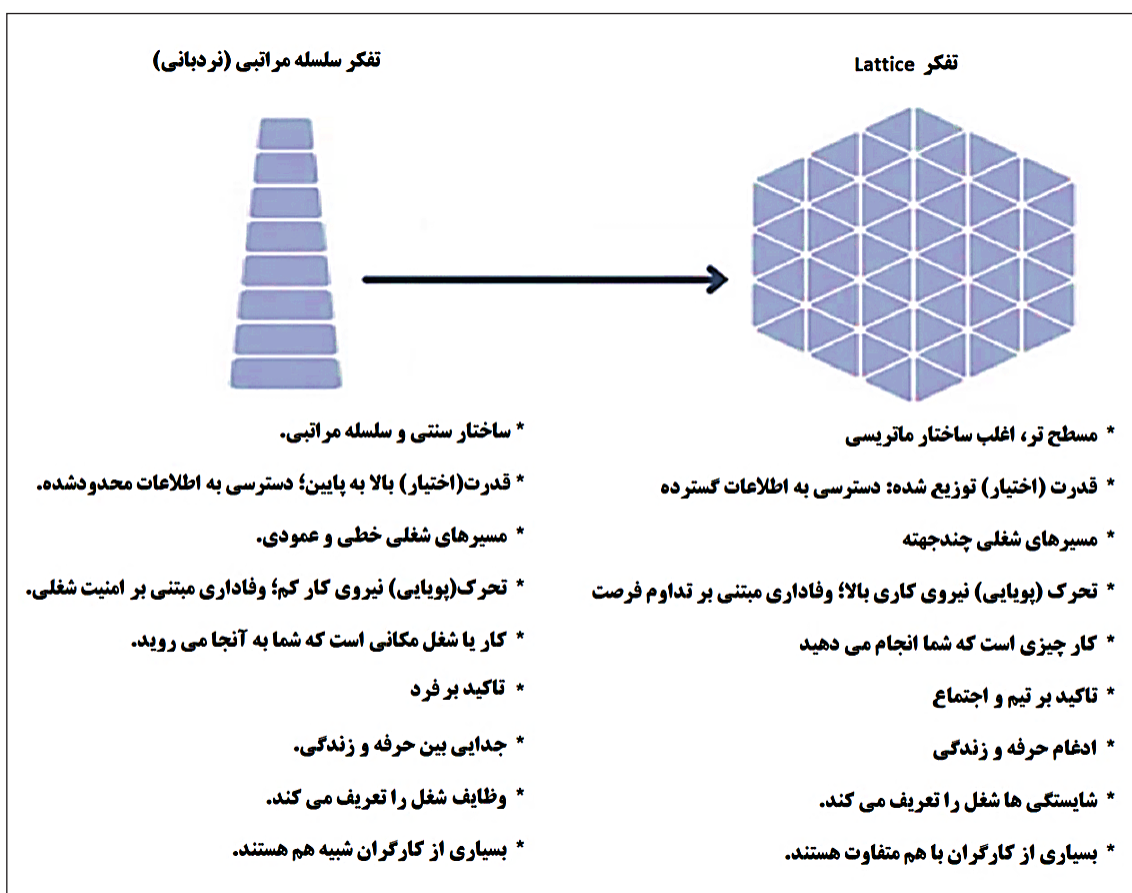 تفکر سلسله مراتبی (نردبانی)
* ساختار سنتی و سلسله مراتبی.
* قدرت(اختیار) بالا به پایین؛ دسترسی به اطلاعات محدودشده.
* مسیرهای شغلی خطی و عمودی.
* تحرک(پویایی) نیروی کار کم؛ وفاداری مبتنی بر امنیت شغلی.
* کار یا شغل مکانی است که شما به آنجا می روید.
* تاکید بر فرد
* جدایی بین حرفه و زندگی.
* وظایف شغل را تعریف می کند.
* بسیاری از کارگران شبیه هم هستند.
تفکر Lattice
* مسطح تر، اغلب ساختار ماتریسی
* قدرت (اختیار) توزیع شده: دسترسی به اطلاعات گسترده
* مسیرهای شغلی چندجهته
* تحرک (پویایی) نیروی کاری بالا؛ وفاداری مبتنی بر تداوم فرصت
* کار چیزی است که شما انجام می دهید
* تاکید بر تیم و اجتماع
* ادغام حرفه و زندگی
* شایستگی ها شغل را تعریف می کند.
* بسیاری از کارگران با هم متفاوت هستند.